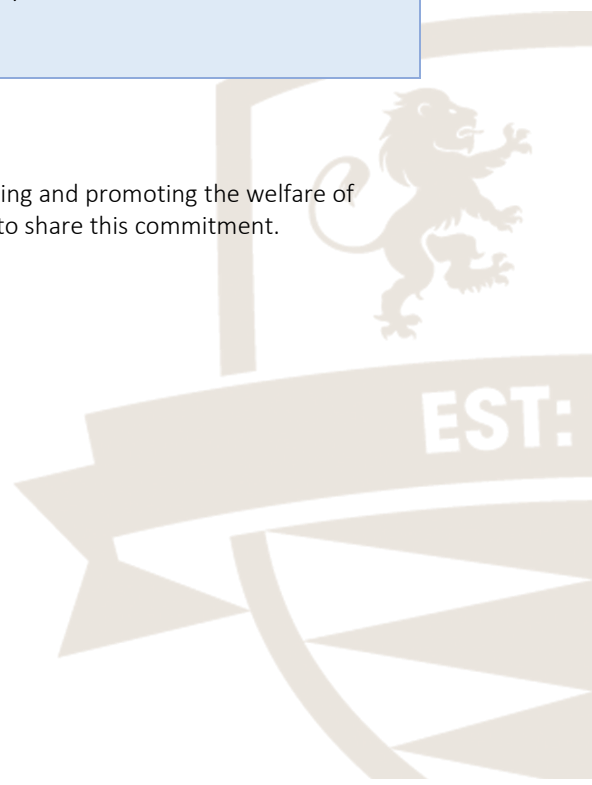 ing and promoting the welfare of
to share this commitment.
EST: